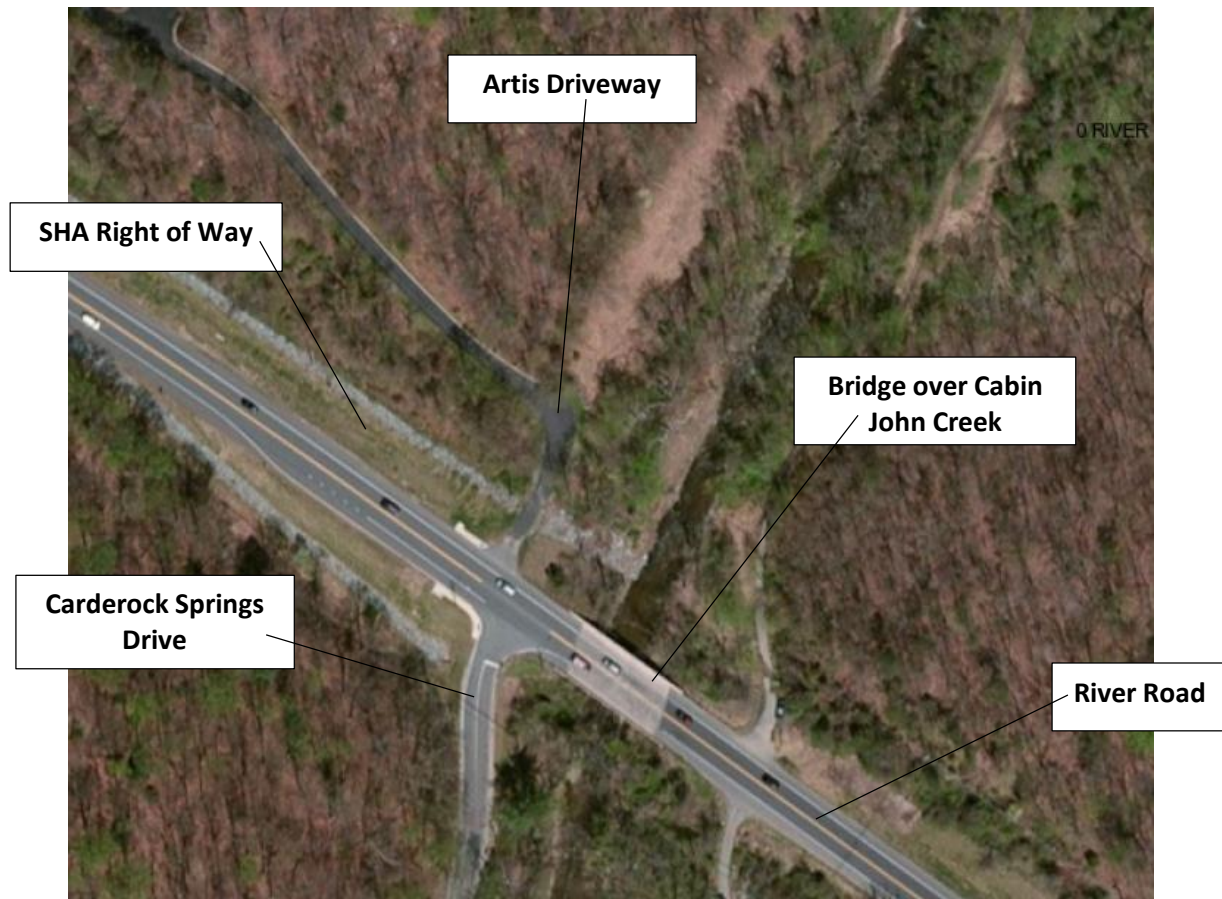 Artis Driveway
0 RIVER
SHA Right of Way
Bridge over Cabin
John Creek
Carderock Springs
Drive
River Road